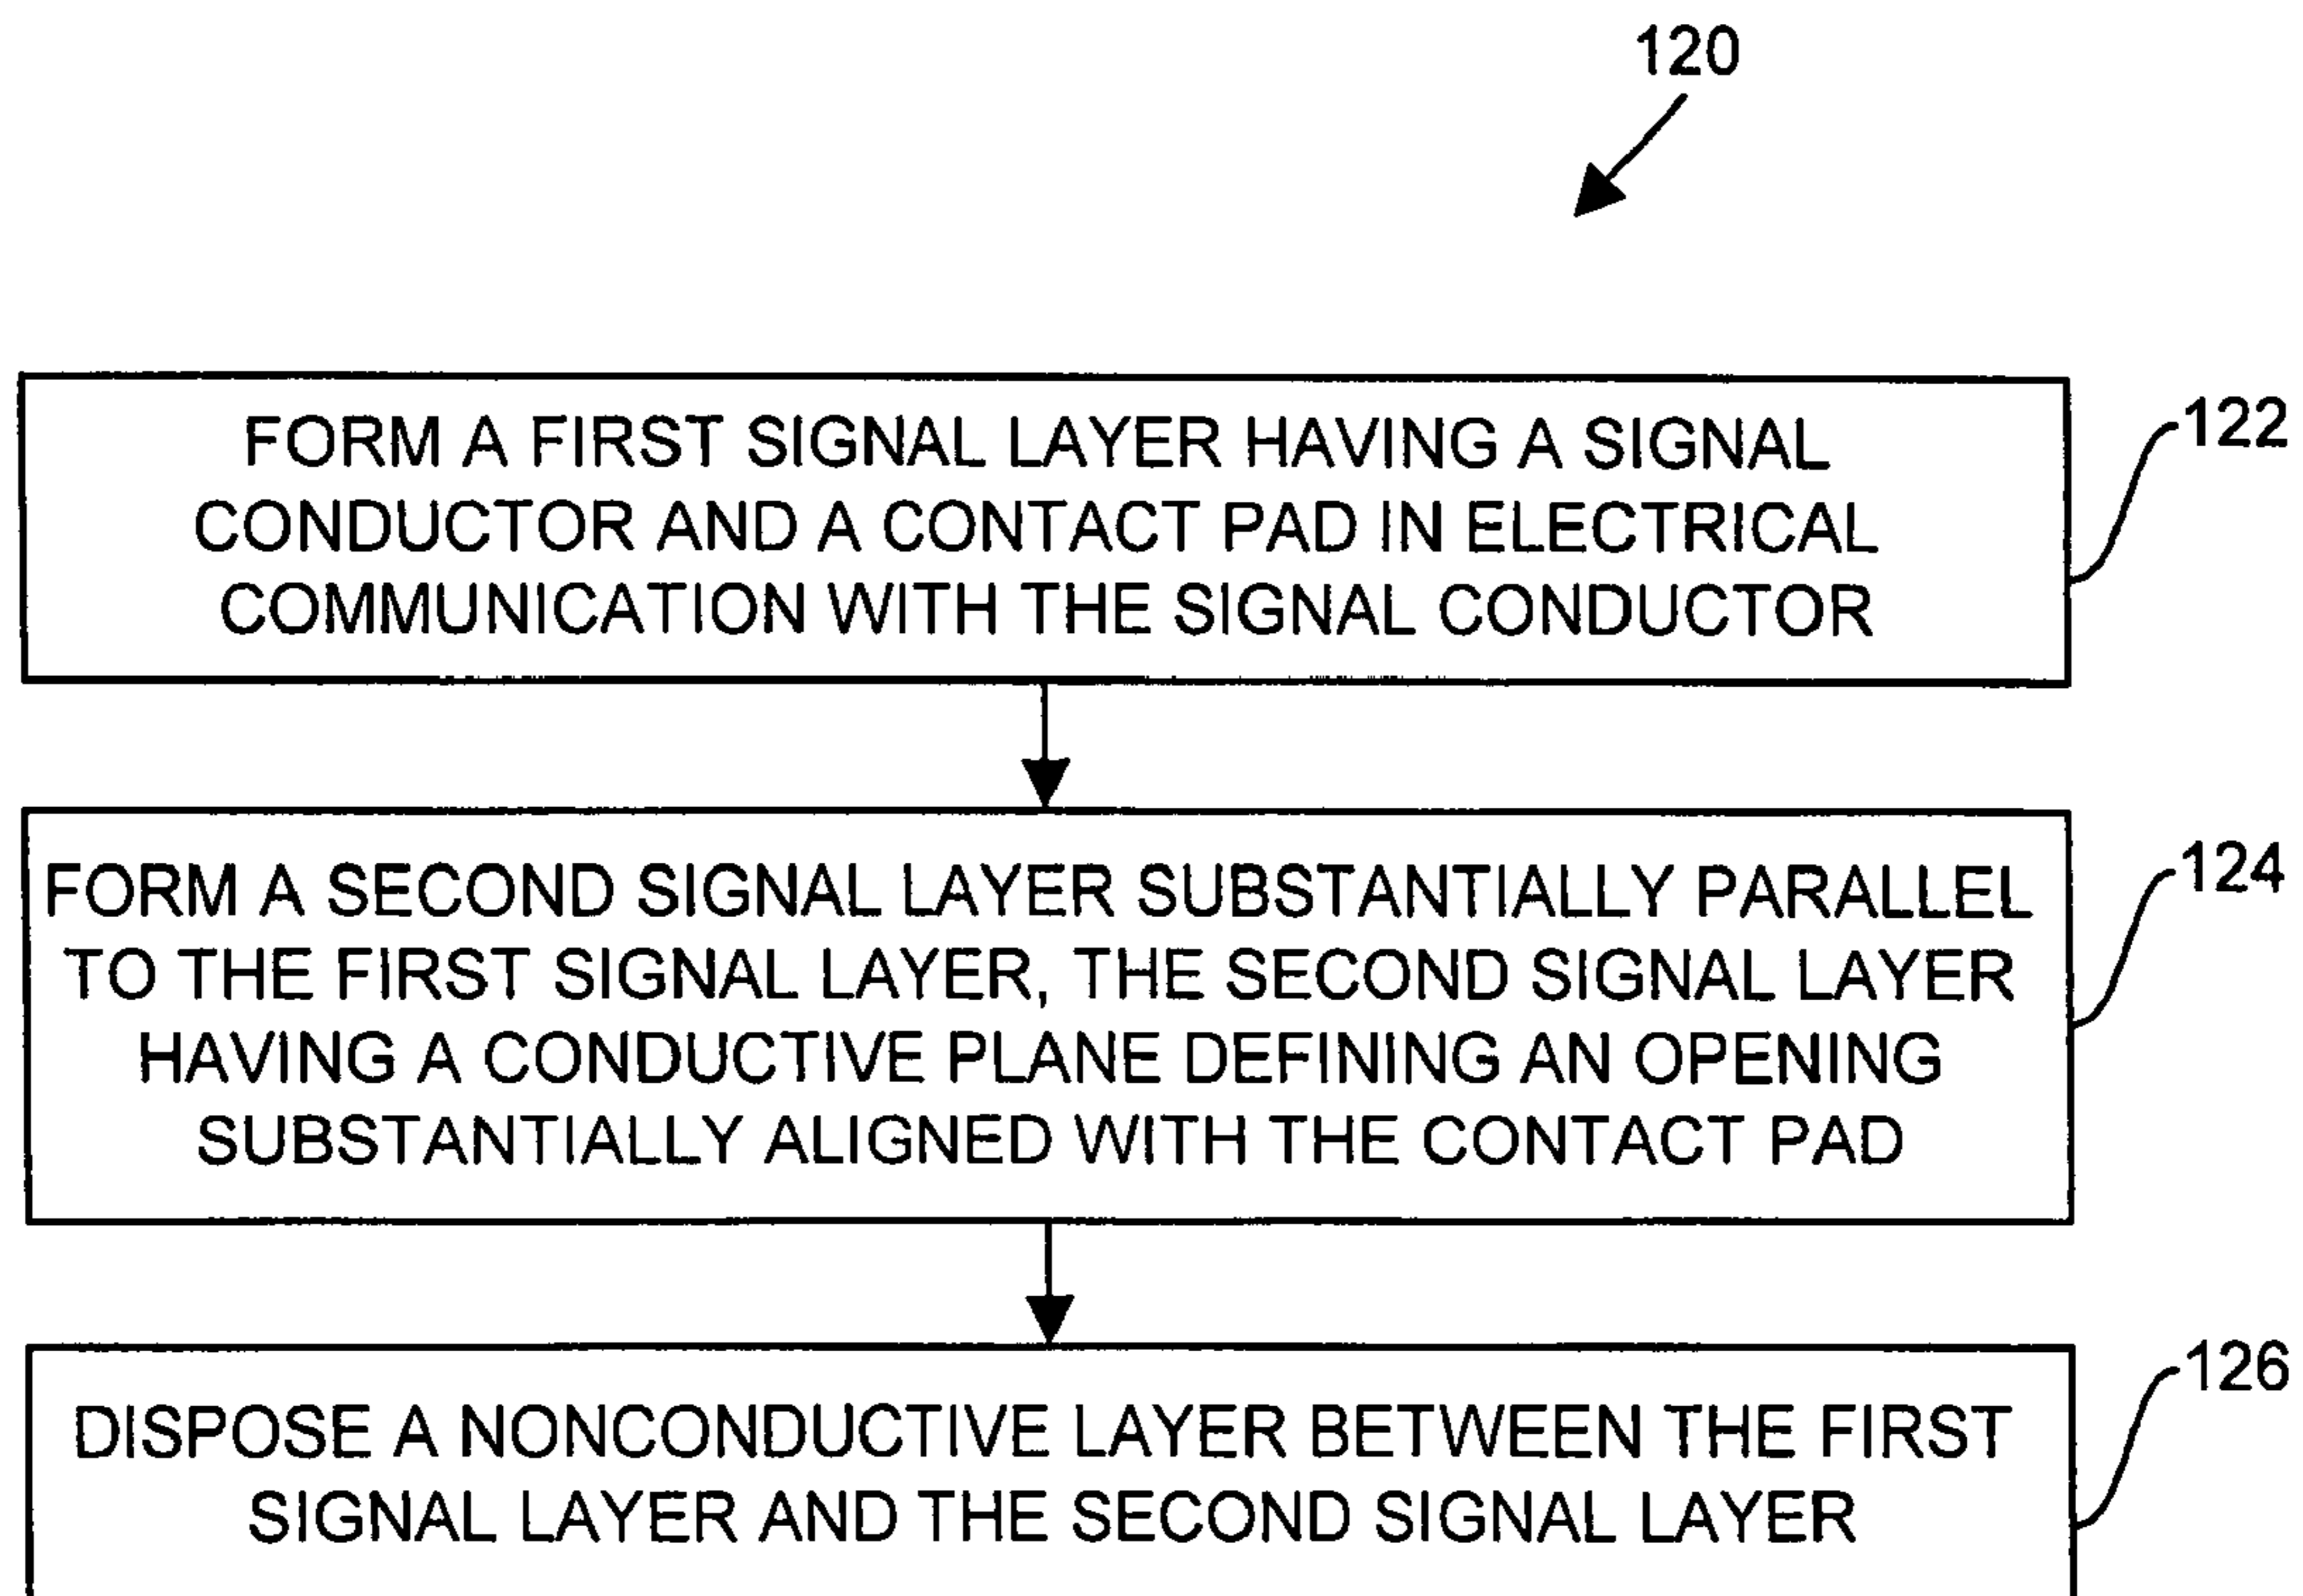 120
FORM A FIRST SIGNAL LAYER HAVING A SIGNAL
CONDUCTOR AND A CONTACT PAD IN ELECTRICAL
COMMUNICATION WITH THE SIGNAL CONDUCTOR
122
FORM A SECOND SIGNAL LAYER SUBSTANTIALLY PARALLEL
TO THE FIRST SIGNAL LAYER, THE SECOND SIGNAL LAYER
HAVING A CONDUCTIVE PLANE DEFINING AN OPENING
SUBSTANTIALLY ALIGNED WITH THE CONTACT PAD
124
DISPOSE A NONCONDUCTIVE LAYER BETWEEN THE FIRST
SIGNAL LAYER AND THE SECOND SIGNAL LAYER
126